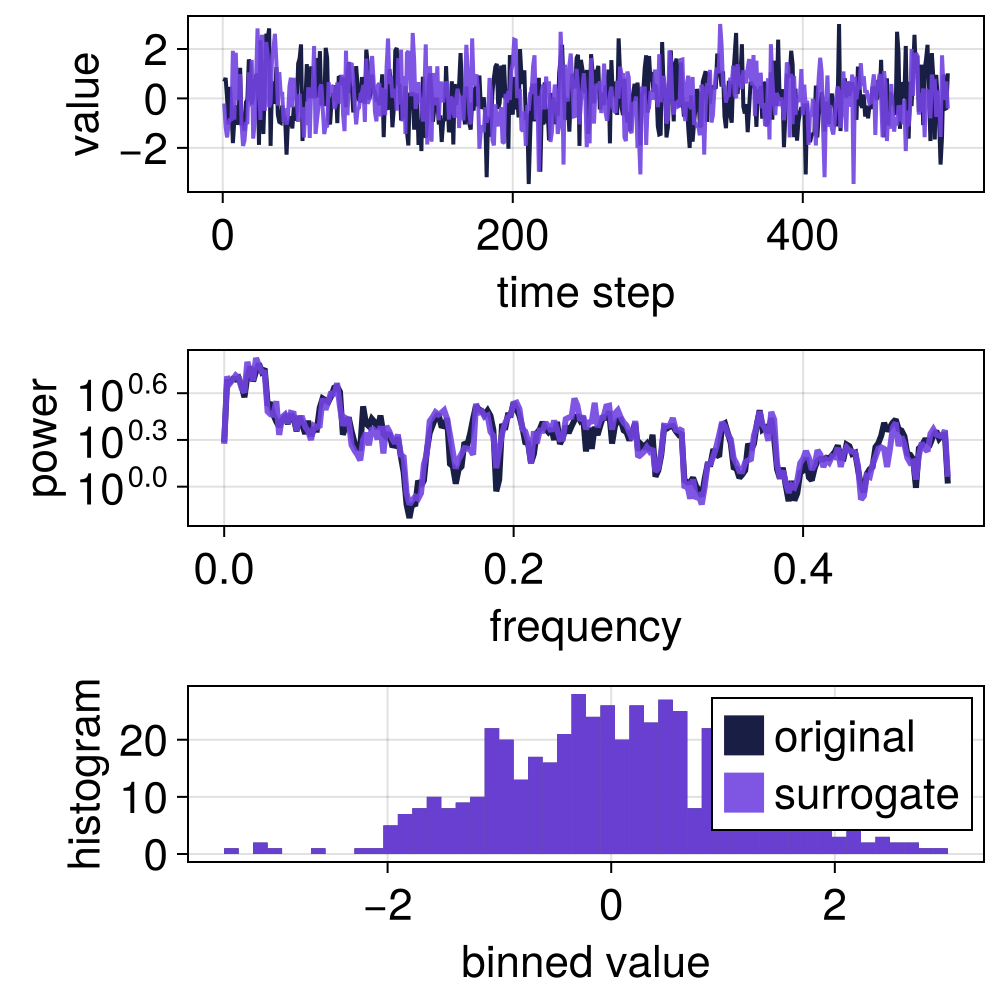 value
2
0
−2
0 200 400
time step
power
10^0.6
10^0.3
10^0.0
0.0 0.2 0.4
frequency
histogram
20
10
0
original
surrogate
−2 0 2
binned value